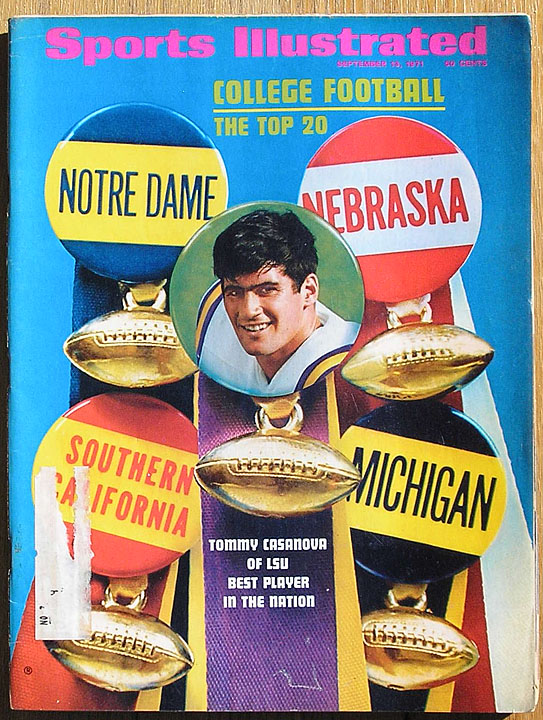 Sports Illustrated
SEPTEMBER 13, 1971 50 CENTS
COLLEGE FOOTBALL
THE TOP 20
NOTRE DAME
NEBRASKA
SOUTHERN
CALIFORNIA
MICHIGAN
TOMMY CASANOVA
OF LSU
BEST PLAYER
IN THE NATION
®